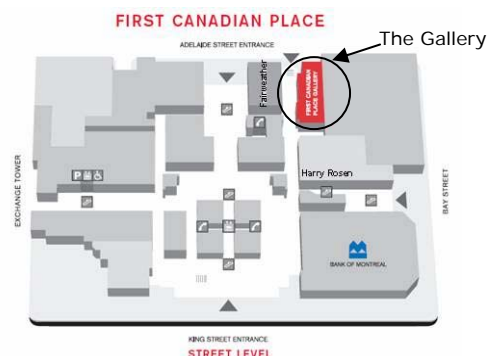 FIRST CANADIAN PLACE
ADELAIDE STREET ENTRANCE
The Gallery
Fairweather
FIRST CANADIAN
PLACE GALLERY
Harry Rosen
P
EXCHANGE TOWER
BAY STREET
BANK OF MONTREAL
KING STREET ENTRANCE
STREET LEVEL